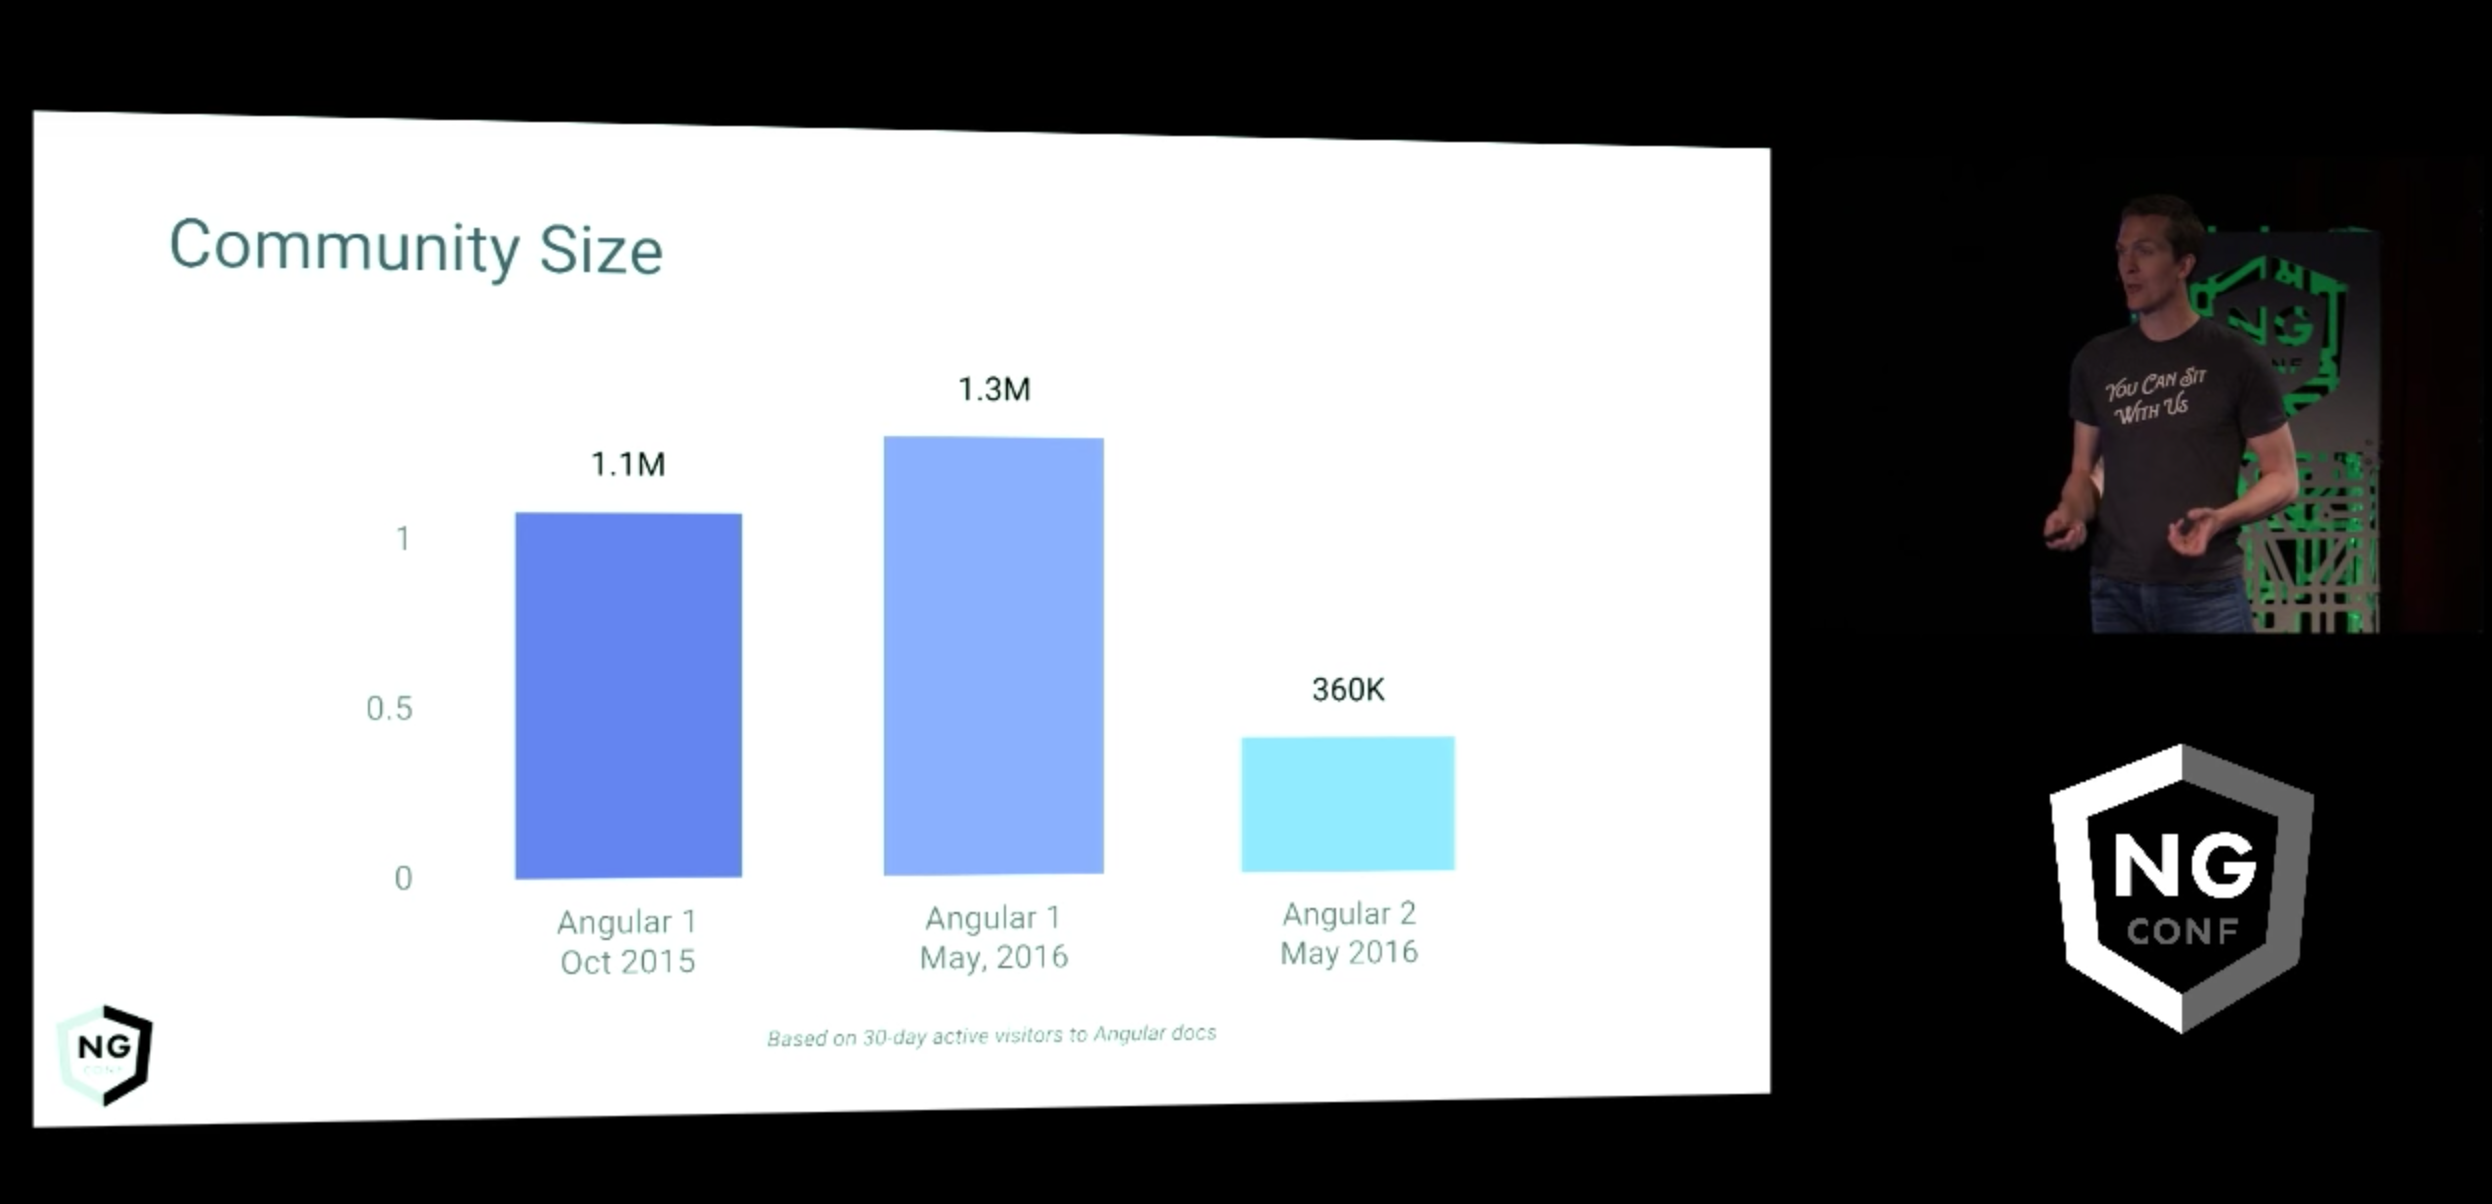 Community Size
1.1M
1.3M
360K
1
0.5
0
Angular 1
Oct 2015
Angular 1
May, 2016
Angular 2
May 2016
Based on 30-day active visitors to Angular docs
NG
CONF
YOU CAN SIT
WITH US
NG
NF
NG
CONF